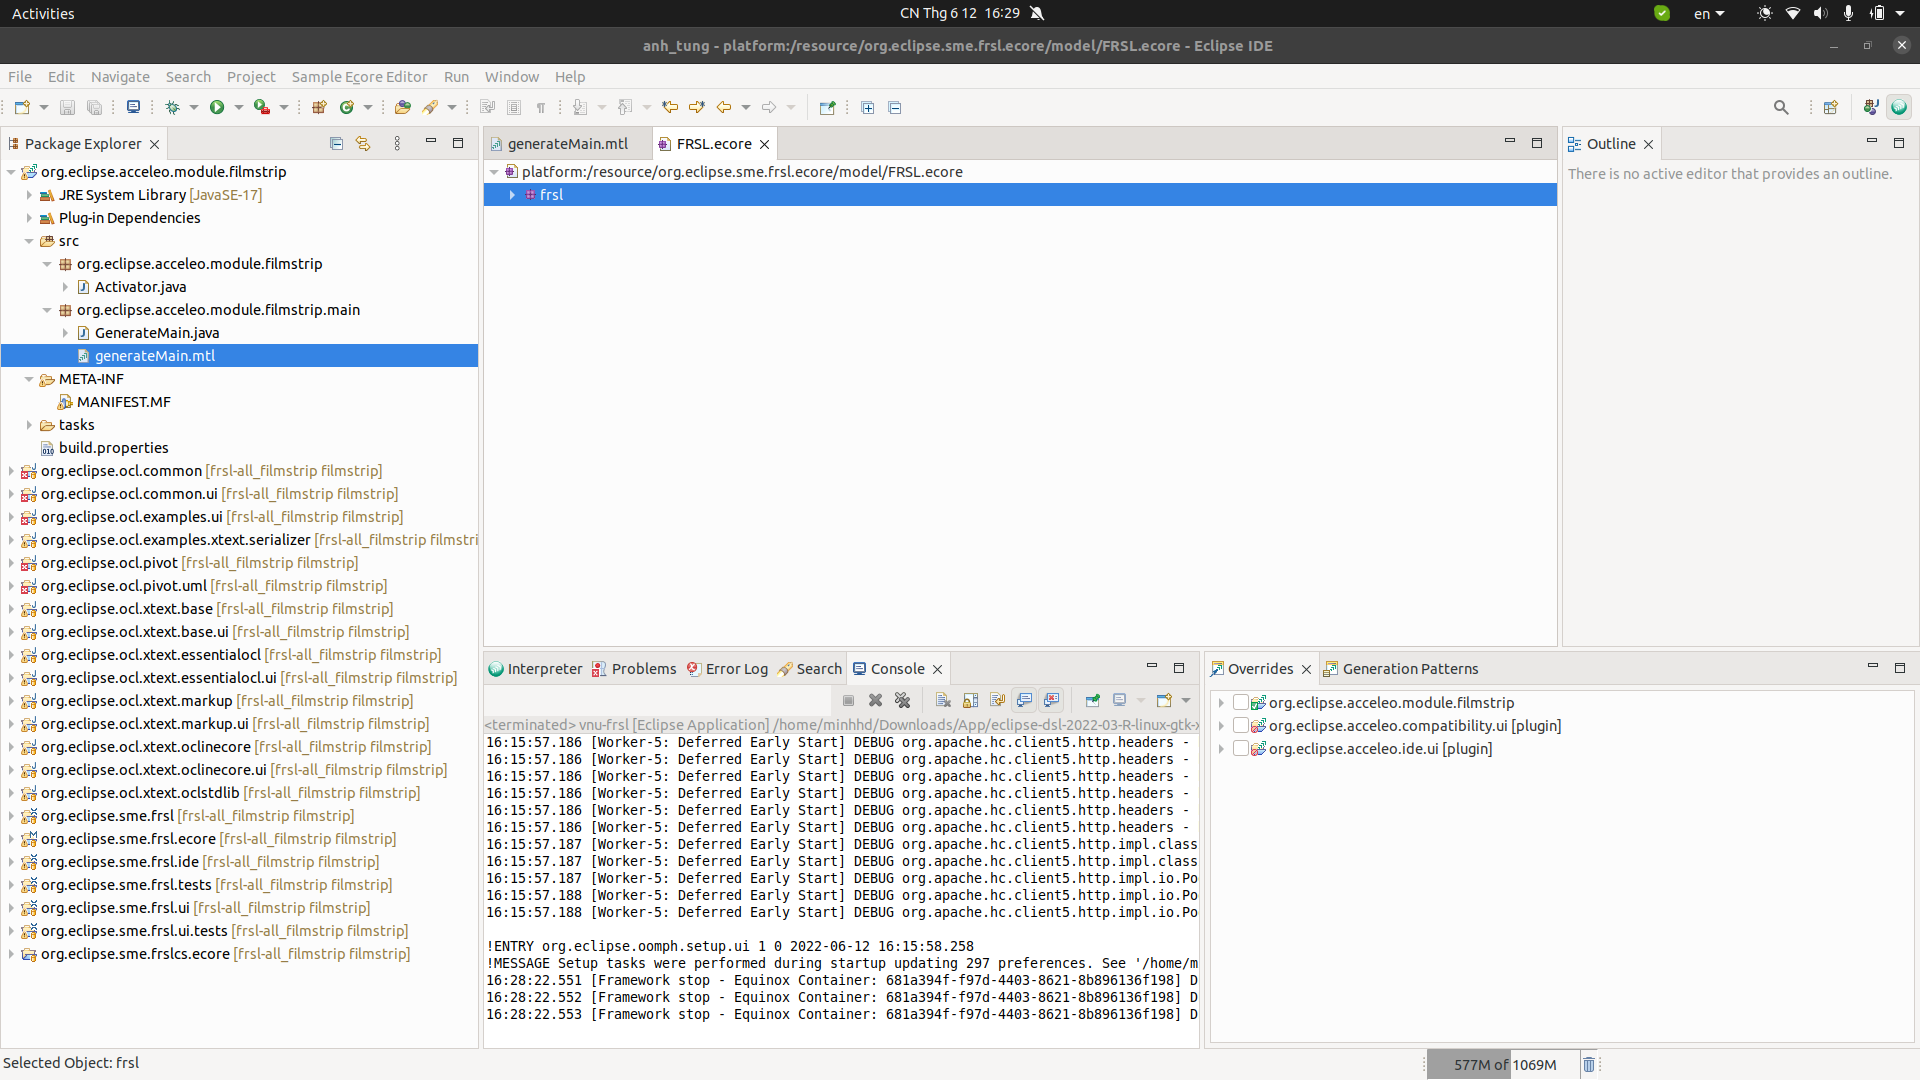 Activities
CN Thg 6 12 16:29
en
anh_tung - platform:/resource/org.eclipse.sme.frsl.ecore/model/FRSL.ecore - Eclipse IDE
File Edit Navigate Search Project Sample Ecore Editor Run Window Help
Package Explorer
org.eclipse.acceleo.module.filmstrip
JRE System Library [JavaSE-17]
Plug-in Dependencies
src
org.eclipse.acceleo.module.filmstrip
Activator.java
org.eclipse.acceleo.module.filmstrip.main
GenerateMain.java
generateMain.mtl
META-INF
MANIFEST.MF
tasks
build.properties
org.eclipse.ocl.common [frsl-all_filmstrip filmstrip]
org.eclipse.ocl.common.ui [frsl-all_filmstrip filmstrip]
org.eclipse.ocl.examples.ui [frsl-all_filmstrip filmstrip]
org.eclipse.ocl.examples.xtext.serializer [frsl-all_filmstrip filmstri
org.eclipse.ocl.pivot [frsl-all_filmstrip filmstrip]
org.eclipse.ocl.pivot.uml [frsl-all_filmstrip filmstrip]
org.eclipse.ocl.xtext.base [frsl-all_filmstrip filmstrip]
org.eclipse.ocl.xtext.base.ui [frsl-all_filmstrip filmstrip]
org.eclipse.ocl.xtext.essentialocl [frsl-all_filmstrip filmstrip]
org.eclipse.ocl.xtext.essentialocl.ui [frsl-all_filmstrip filmstrip]
org.eclipse.ocl.xtext.markup [frsl-all_filmstrip filmstrip]
org.eclipse.ocl.xtext.markup.ui [frsl-all_filmstrip filmstrip]
org.eclipse.ocl.xtext.oclinecore [frsl-all_filmstrip filmstrip]
org.eclipse.ocl.xtext.oclinecore.ui [frsl-all_filmstrip filmstrip]
org.eclipse.ocl.xtext.oclstdlib [frsl-all_filmstrip filmstrip]
org.eclipse.sme.frsl [frsl-all_filmstrip filmstrip]
org.eclipse.sme.frsl.ecore [frsl-all_filmstrip filmstrip]
org.eclipse.sme.frsl.ide [frsl-all_filmstrip filmstrip]
org.eclipse.sme.frsl.tests [frsl-all_filmstrip filmstrip]
org.eclipse.sme.frsl.ui [frsl-all_filmstrip filmstrip]
org.eclipse.sme.frsl.ui.tests [frsl-all_filmstrip filmstrip]
org.eclipse.sme.frslcs.ecore [frsl-all_filmstrip filmstrip]
generateMain.mtl FRSL.ecore
platform:/resource/org.eclipse.sme.frsl.ecore/model/FRSL.ecore
frsl
Outline
There is no active editor that provides an outline.
Interpreter Problems Error Log Search Console
<terminated> vnu-frsl [Eclipse Application] /home/minhhd/Downloads/App/eclipse-dsl-2022-03-R-linux-gtk-x
16:15:57.186 [Worker-5: Deferred Early Start] DEBUG org.apache.hc.client5.http.headers -
16:15:57.186 [Worker-5: Deferred Early Start] DEBUG org.apache.hc.client5.http.headers -
16:15:57.186 [Worker-5: Deferred Early Start] DEBUG org.apache.hc.client5.http.headers -
16:15:57.186 [Worker-5: Deferred Early Start] DEBUG org.apache.hc.client5.http.headers -
16:15:57.186 [Worker-5: Deferred Early Start] DEBUG org.apache.hc.client5.http.headers -
16:15:57.186 [Worker-5: Deferred Early Start] DEBUG org.apache.hc.client5.http.headers -
16:15:57.187 [Worker-5: Deferred Early Start] DEBUG org.apache.hc.client5.http.impl.class
16:15:57.187 [Worker-5: Deferred Early Start] DEBUG org.apache.hc.client5.http.impl.class
16:15:57.187 [Worker-5: Deferred Early Start] DEBUG org.apache.hc.client5.http.impl.io.Po
16:15:57.188 [Worker-5: Deferred Early Start] DEBUG org.apache.hc.client5.http.impl.io.Po
16:15:57.188 [Worker-5: Deferred Early Start] DEBUG org.apache.hc.client5.http.impl.io.Po
!ENTRY org.eclipse.oomph.setup.ui 1 0 2022-06-12 16:15:58.258
!MESSAGE Setup tasks were performed during startup updating 297 preferences. See '/home/m
16:28:22.551 [Framework stop - Equinox Container: 681a394f-f97d-4403-8621-8b896136f198] D
16:28:22.552 [Framework stop - Equinox Container: 681a394f-f97d-4403-8621-8b896136f198] D
16:28:22.553 [Framework stop - Equinox Container: 681a394f-f97d-4403-8621-8b896136f198] D
Overrides Generation Patterns
org.eclipse.acceleo.module.filmstrip
org.eclipse.acceleo.compatibility.ui [plugin]
org.eclipse.acceleo.ide.ui [plugin]
Selected Object: frsl
577M of 1069M